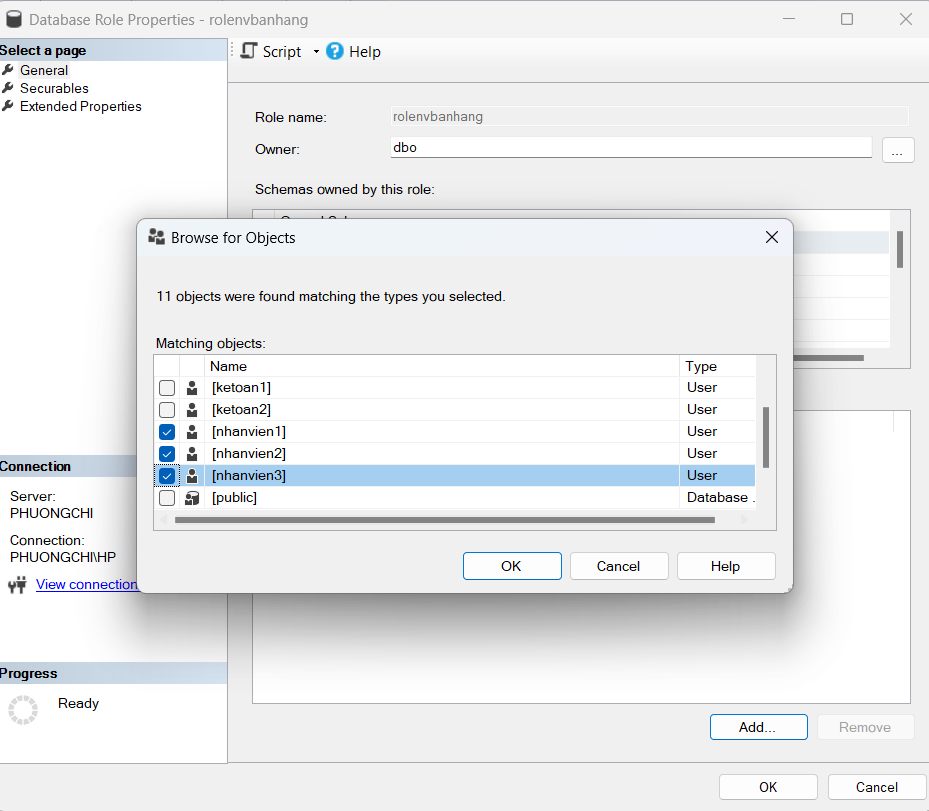 Database Role Properties - rolenvbanhang
Select a page
General
Securables
Extended Properties
Script
Help
Role name:
rolenvbanhang
Owner:
dbo
...
Schemas owned by this role:
Browse for Objects
11 objects were found matching the types you selected.
Matching objects:
Name Type
[ketoan1] User
[ketoan2] User
[nhanvien1] User
[nhanvien2] User
[nhanvien3] User
[public] Database .
OK Cancel Help
Connection
Server:
PHUONGCHI
Connection:
PHUONGCHI\HP
View connection
Progress
Ready
Add... Remove
OK Cancel